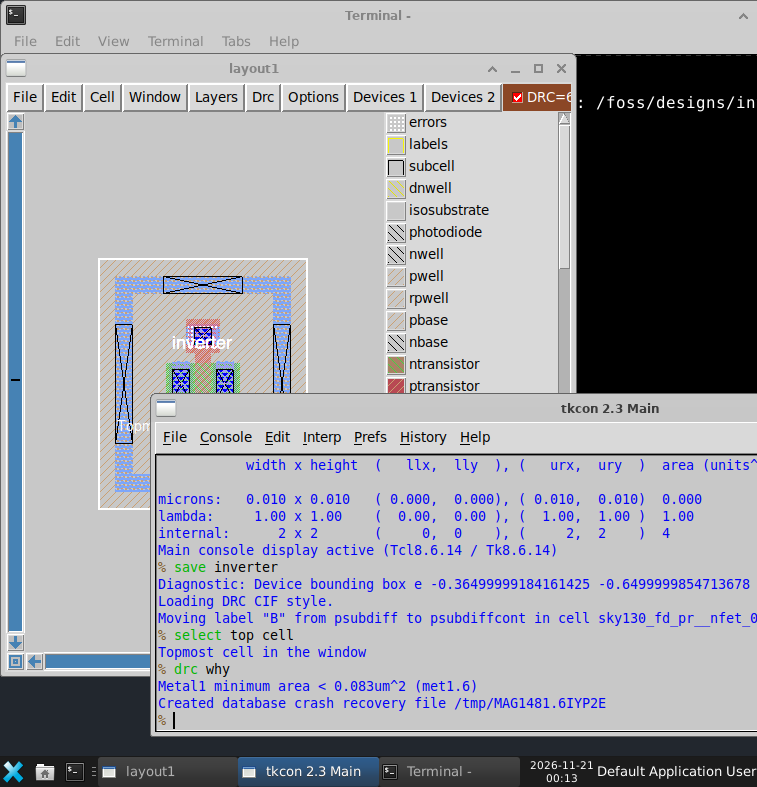 Terminal -
File Edit View Terminal Tabs Help
layout1
File Edit Cell Window Layers Drc Options Devices 1 Devices 2 DRC=6
: /foss/designs/in
errors
labels
subcell
dnwell
isosubstrate
photodiode
nwell
pwell
rpwell
pbase
nbase
ntransistor
ptransistor
inverter
Topm
tkcon 2.3 Main
File Console Edit Interp Prefs History Help
width x height ( llx, lly ), ( urx, ury ) area (units^
microns: 0.010 x 0.010 ( 0.000, 0.000), ( 0.010, 0.010) 0.000
lambda: 1.00 x 1.00 ( 0.00, 0.00 ), ( 1.00, 1.00 ) 1.00
internal: 2 x 2 ( 0, 0 ), ( 2, 2 ) 4
Main console display active (Tcl8.6.14 / Tk8.6.14)
% save inverter
Diagnostic: Device bounding box e -0.36499999184161425 -0.6499999854713678
Loading DRC CIF style.
Moving label "B" from psubdiff to psubdiffcont in cell sky130_fd_pr__nfet_0
% select top cell
Topmost cell in the window
% drc why
Metal1 minimum area < 0.083um^2 (met1.6)
Created database crash recovery file /tmp/MAG1481.6IYP2E
%
layout1
tkcon 2.3 Main
Terminal -
2026-11-21
00:13
Default Application User